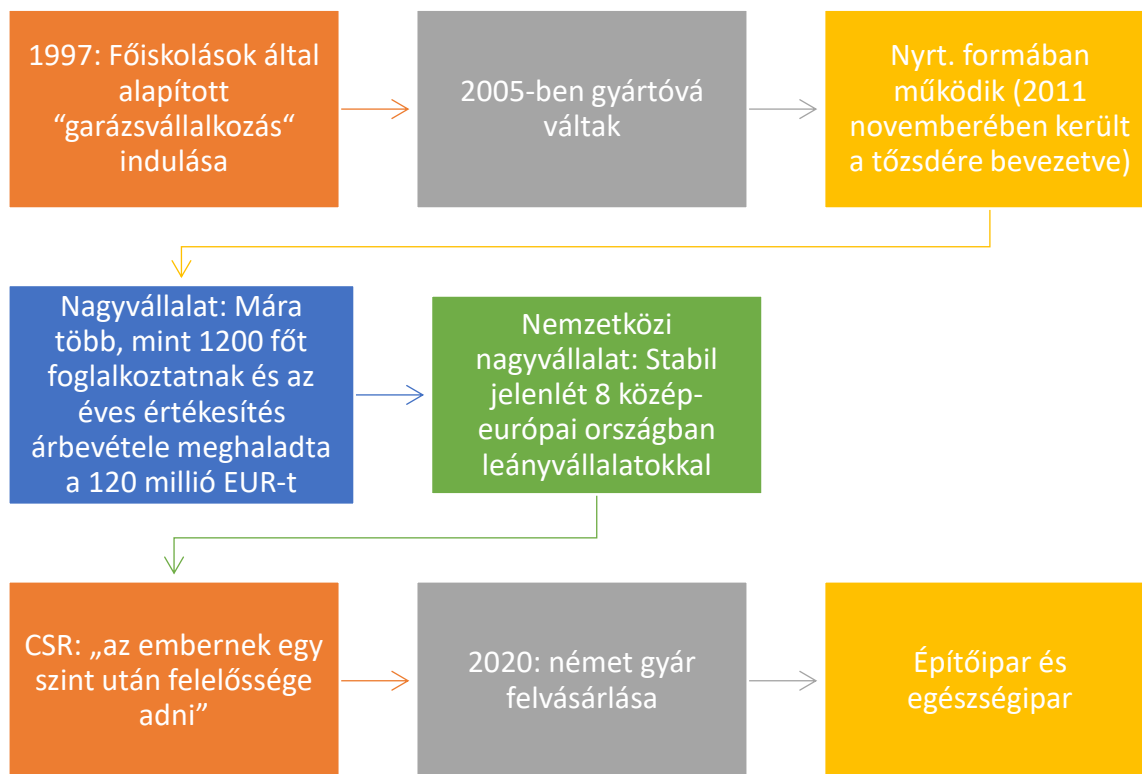 1997: Főiskolások által
alapított
“garázsvállalkozás“
indulása
2005-ben gyártóvá
váltak
Nyrt. formában
működik (2011
novemberében került
a tőzsdére bevezetve)
Nagyvállalat: Mára
több, mint 1200 főt
foglalkoztatnak és az
éves értékesítés
árbevétele meghaladta
a 120 millió EUR-t
Nemzetközi
nagyvállalat: Stabil
jelenlét 8 közép-
európai országban
leányvállalatokkal
CSR: „az embernek egy
szint után felelőssége
adni”
2020: német gyár
felvásárlása
Építőipar és
egészségipar